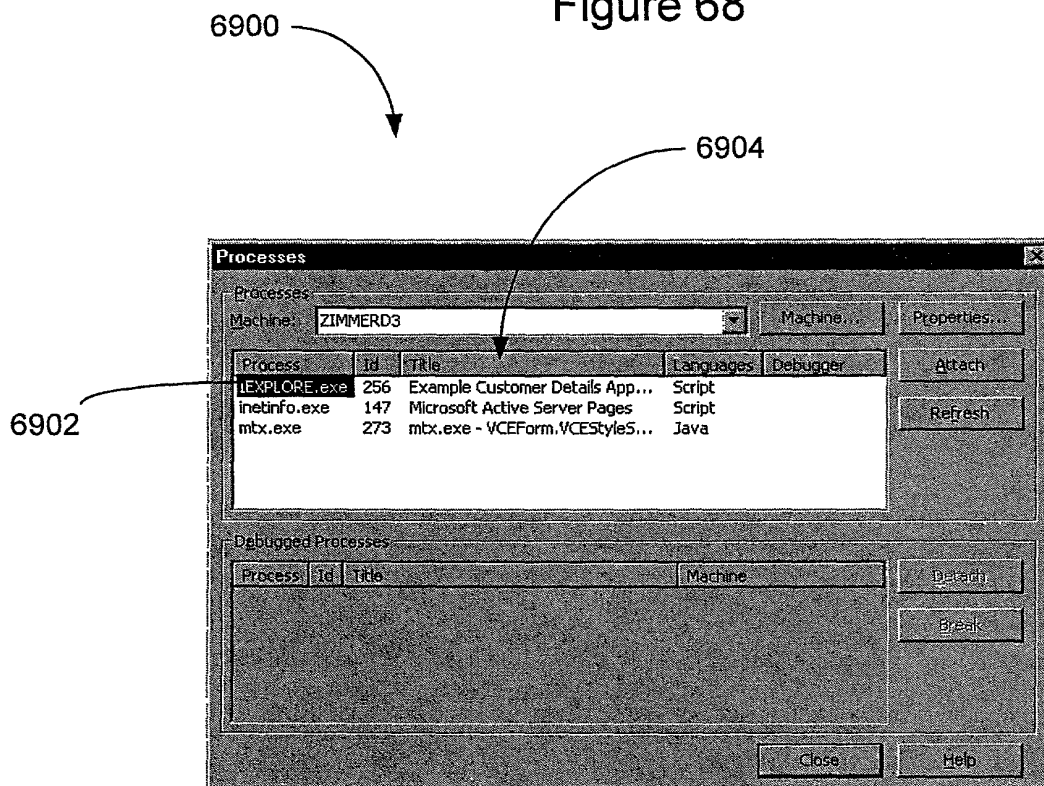 Figure 68
6900
6904
Processes
Processes
Machine: ZIMMERD3 Machine... Properties...
Process Id Title Languages Debugger Attach
iEXPLORE.exe 256 Example Customer Details App... Script
inetinfo.exe 147 Microsoft Active Server Pages Script Refresh
6902
mtx.exe 273 mtx.exe - VCEForm.VCEStyleS... Java
Debugged Processes
Process Id Title Machine Detach
Break
Close Help